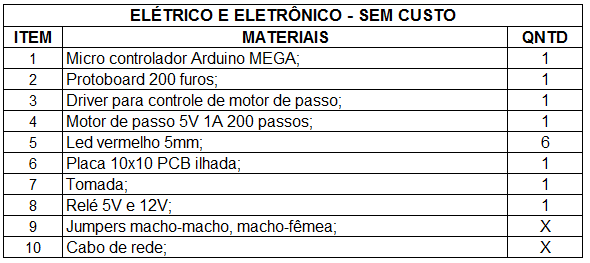 ELÉTRICO E ELETRÔNICO - SEM CUSTO
ITEM MATERIAIS QNTD
1 Micro controlador Arduino MEGA; 1
2 Protoboard 200 furos; 1
3 Driver para controle de motor de passo; 1
4 Motor de passo 5V 1A 200 passos; 1
5 Led vermelho 5mm; 6
6 Placa 10x10 PCB ilhada; 1
7 Tomada; 1
8 Relé 5V e 12V; 1
9 Jumpers macho-macho, macho-fêmea; X
10 Cabo de rede; X